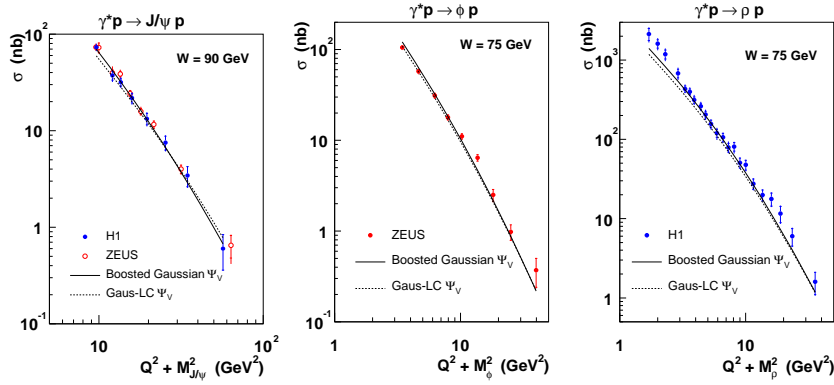 γ*p → J/ψ p
σ (nb)
W = 90 GeV
10²
10
1
10⁻¹
H1
ZEUS
Boosted Gaussian Ψ_V
Gaus-LC Ψ_V
10
10²
Q² + M²_{J/ψ} (GeV²)
γ*p → ϕ p
σ (nb)
W = 75 GeV
10²
10
1
10⁻¹
ZEUS
Boosted Gaussian Ψ_V
Gaus-LC Ψ_V
1
10
Q² + M²_ϕ (GeV²)
γ*p → ρ p
σ (nb)
W = 75 GeV
10³
10²
10
1
H1
Boosted Gaussian Ψ_V
Gaus-LC Ψ_V
1
10
Q² + M²_ρ (GeV²)